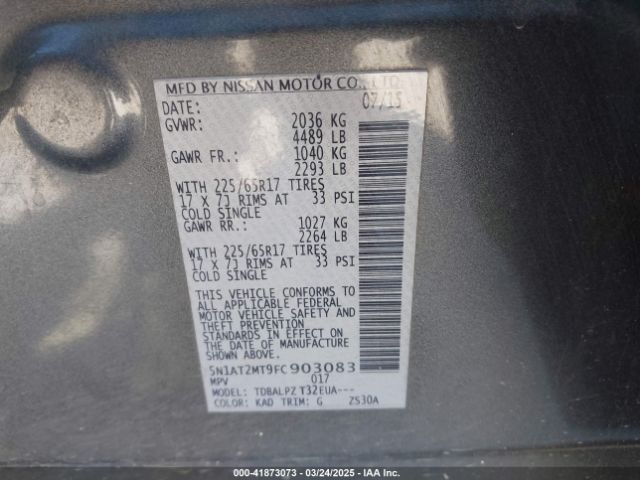 MFD BY NISSAN MOTOR CO., LTD.
DATE: 07/15
GVWR: 2036 KG
4489 LB
GAWR FR.: 1040 KG
2293 LB
WITH 225/65R17 TIRES
17 X 7J RIMS AT 33 PSI
COLD SINGLE
GAWR RR.: 1027 KG
2264 LB
WITH 225/65R17 TIRES
17 X 7J RIMS AT 33 PSI
COLD SINGLE
THIS VEHICLE CONFORMS TO
ALL APPLICABLE FEDERAL
MOTOR VEHICLE SAFETY AND
THEFT PREVENTION
STANDARDS IN EFFECT ON
THE DATE OF MANUFACTURE
SHOWN ABOVE.
5N1AT2MT9FC903083
MPV 017
MODEL: TDBALPZ T32EUA---
COLOR: KAD TRIM: G ZS30A
000-41873073 — 03/24/2025 — IAA Inc.